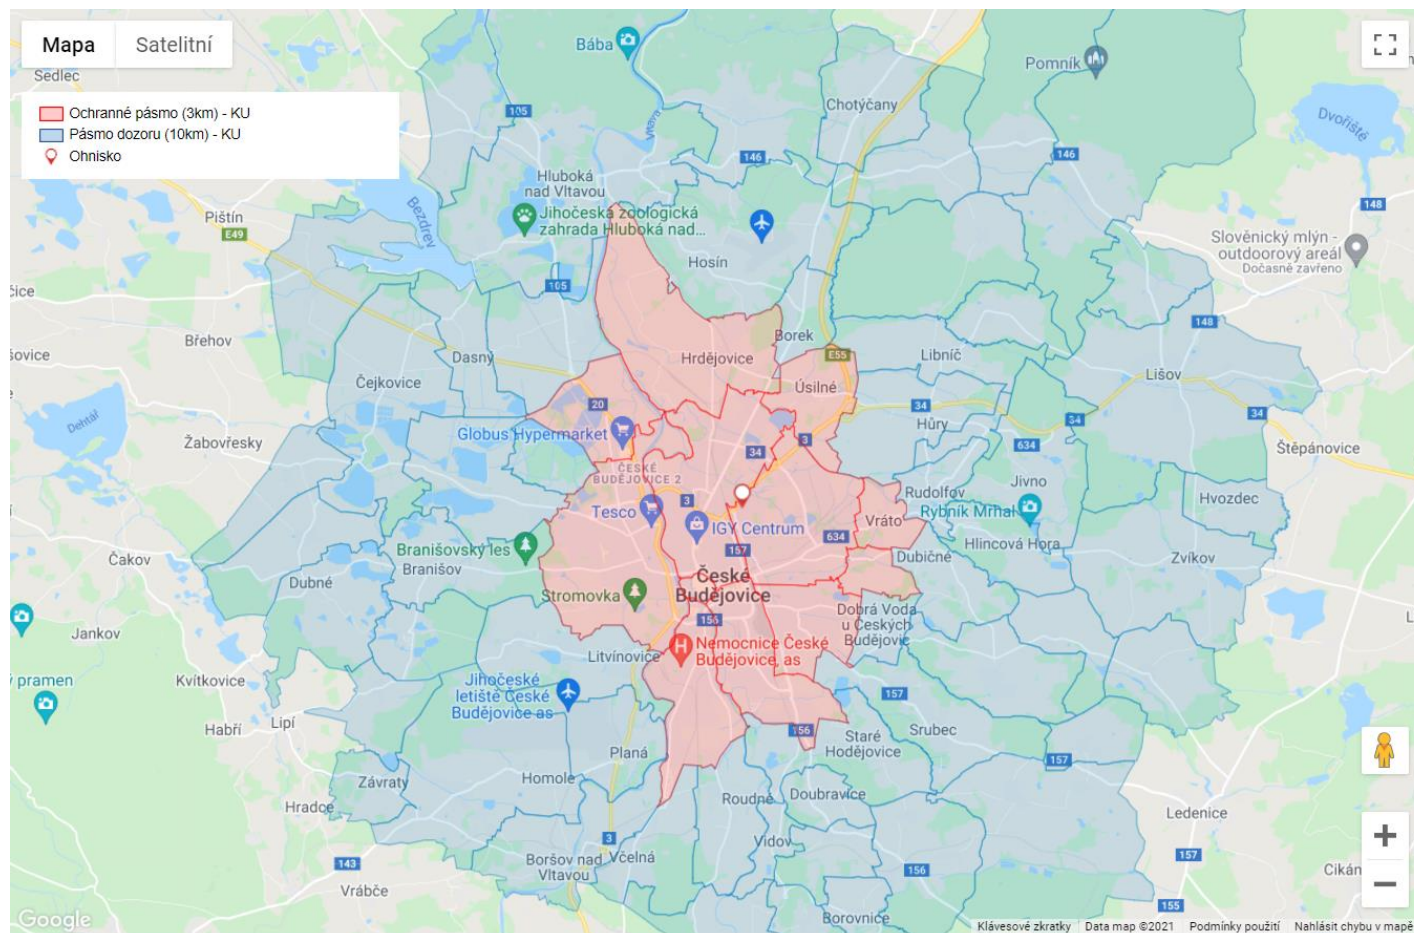 Mapa
Satelitní
Sedlec
Ochranné pásmo (3km) - KU
Pásmo dozoru (10km) - KU
Ohnisko
Bába
Pomník
Chotýčany
Dvořiště
105
Vltava
146
146
148
Hluboká
nad Vltavou
Bezdrev
Pištín
E49
Jihočeská zoologická
zahrada Hluboká nad...
Slověnický mlýn -
outdoorový areál
Dočasně zavřeno
Hosín
105
čice
148
Břehov
šovice
Borek
Dasný
Hrdějovice
E55
Libníč
Čejkovice
Úsilné
Lišov
20
34
34
34
Dehtář
Hůry
Globus Hypermarket
3
634
Žabovřesky
34
Štěpánovice
ČESKÉ
BUDĚJOVICE 2
Jivno
Rudolfov
Hvozdec
3
Tesco
Rybník Mrhal
IGY Centrum
Vráto
634
Hlincová Hora
Branišovský les
157
Dubičné
Zvíkov
Čakov
Branišov
České
Budějovice
Dubné
Stromovka
Dobrá Voda
u Českých
Budějovic
156
Jankov
Nemocnice České
Budějovice, as
Litvínovice
ý pramen
Kvítkovice
Jihočeské
letiště České
Budějovice as
157
Lipí
Habří
156
Staré
Hodějovice
Srubec
Planá
157
Závraty
Homole
Roudné
Doubravice
Hradce
Ledenice
3
Vidov
Boršov nad
Vltavou
Včelná
143
157
Vrábče
156
Cikán
155
Borovnice
Google
Klávesové zkratky
Data map ©2021
Podmínky použití
Nahlásit chybu v mapě